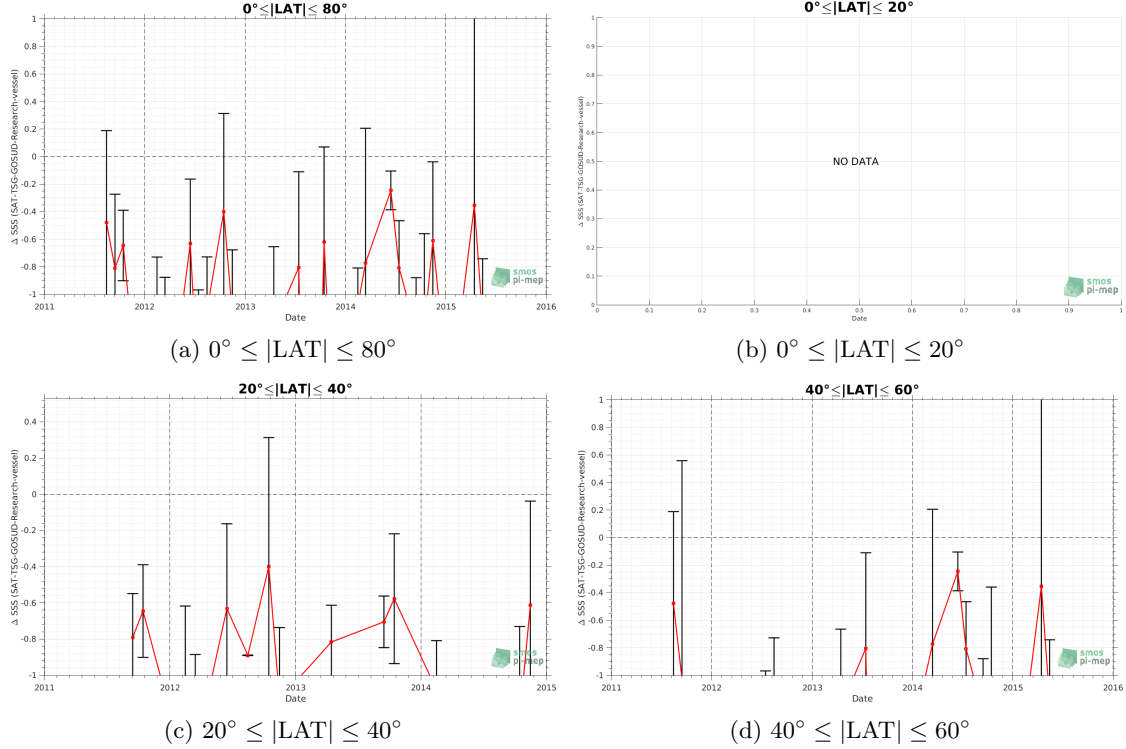 0°≤|LAT|≤ 80°
Δ SSS (SAT-TSG-GOSUD-Research-vessel)
1
0.8
0.6
0.4
0.2
0
-0.2
-0.4
-0.6
-0.8
-1
2011 2012 2013 2014 2015 2016
Date
smos
pi-mep
(a) 0° ≤ |LAT| ≤ 80°
0°≤|LAT|≤ 20°
Δ SSS (SAT-TSG-GOSUD-Research-vessel)
1
0.9
0.8
0.7
0.6
0.5
0.4
0.3
0.2
0.1
0
NO DATA
0 0.1 0.2 0.3 0.4 0.5 0.6 0.7 0.8 0.9 1
Date
smos
pi-mep
(b) 0° ≤ |LAT| ≤ 20°
20°≤|LAT|≤ 40°
Δ SSS (SAT-TSG-GOSUD-Research-vessel)
0.4
0.2
0
-0.2
-0.4
-0.6
-0.8
-1
2011 2012 2013 2014 2015
Date
smos
pi-mep
(c) 20° ≤ |LAT| ≤ 40°
40°≤|LAT|≤ 60°
Δ SSS (SAT-TSG-GOSUD-Research-vessel)
1
0.8
0.6
0.4
0.2
0
-0.2
-0.4
-0.6
-0.8
-1
2011 2012 2013 2014 2015 2016
Date
smos
pi-mep
(d) 40° ≤ |LAT| ≤ 60°